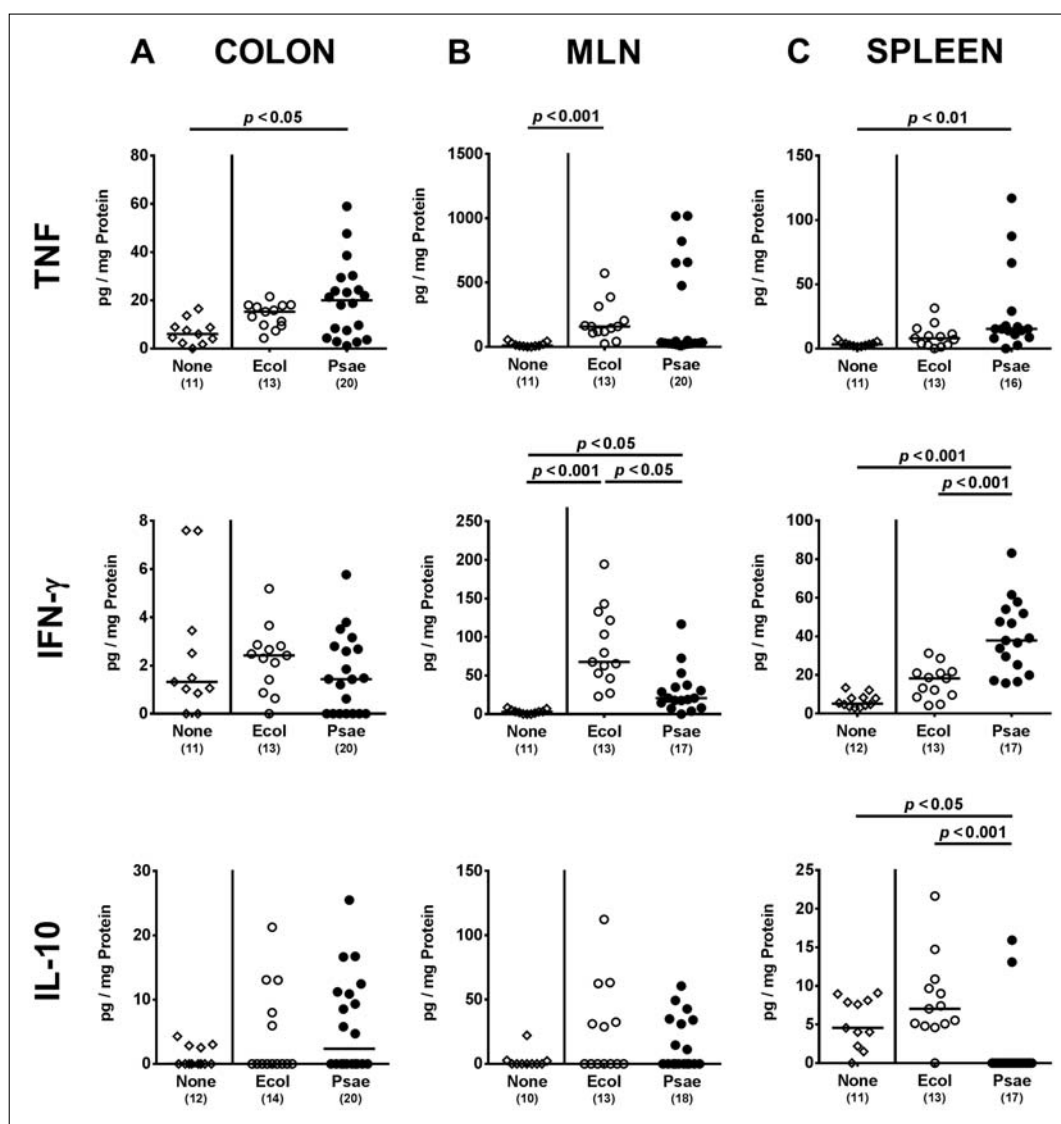 A COLON B MLN C SPLEEN
TNF
p < 0.05
pg / mg Protein
80
60
40
20
0
None Ecol Psae
(11) (13) (20)
p < 0.001
pg / mg Protein
1500
1000
500
0
None Ecol Psae
(11) (13) (20)
p < 0.01
pg / mg Protein
150
100
50
0
None Ecol Psae
(11) (13) (16)
IFN-γ
pg / mg Protein
8
6
4
2
0
None Ecol Psae
(11) (13) (20)
p < 0.05
p < 0.001 p < 0.05
pg / mg Protein
250
200
150
100
50
0
None Ecol Psae
(11) (13) (17)
p < 0.001
p < 0.001
pg / mg Protein
100
80
60
40
20
0
None Ecol Psae
(12) (13) (17)
IL-10
pg / mg Protein
30
20
10
0
None Ecol Psae
(12) (14) (20)
pg / mg Protein
150
100
50
0
None Ecol Psae
(10) (13) (18)
p < 0.05
p < 0.001
pg / mg Protein
25
20
15
10
5
0
None Ecol Psae
(11) (13) (17)